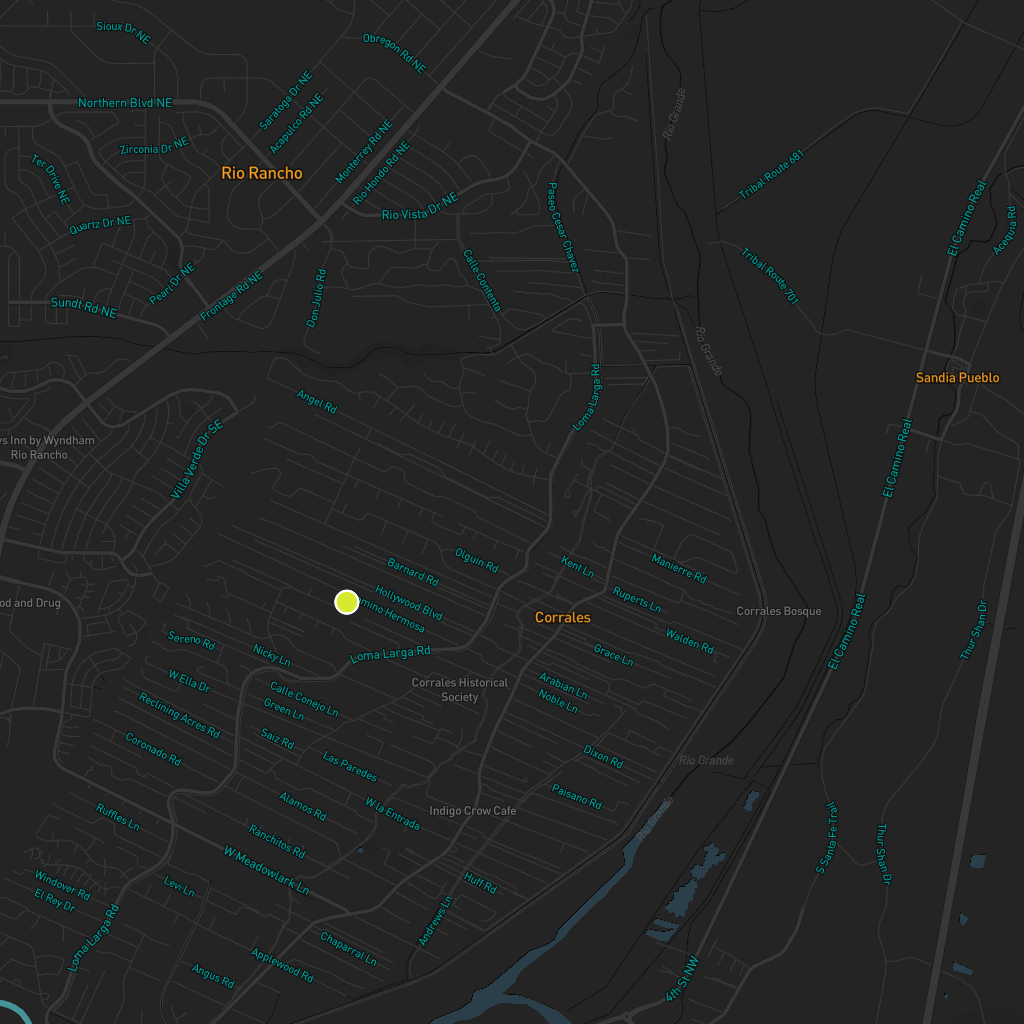 Sioux Dr NE
Obregon Rd NE
Saratoga Dr NE
Northern Blvd NE
Acapulco Rd NE
Rio Grande
Zirconia Dr NE
Monterrey Rd NE
Rio Hondo Rd NE
Ter Drive NE
Rio Rancho
Tribal Route 681
Rio Vista Dr NE
Paseo Cesar Chavez
El Camino Real
Acequia Rd
Quartz Dr NE
Calle Contenta
Tribal Route 701
Pearl Dr NE
Frontage Rd NE
Don Julio Rd
Sundt Rd NE
Rio Grande
Sandia Pueblo
Angel Rd
Loma Larga Rd
ys Inn by Wyndham
Rio Rancho
Villa Verde Dr SE
El Camino Real
Olguin Rd
Barnard Rd
Kent Ln
Manierre Rd
Hollywood Blvd
mino Hermosa
Ruperts Ln
od and Drug
Corrales
Corrales Bosque
El Camino Real
Thur Shan Dr
Sereno Rd
Nicky Ln
Loma Larga Rd
Walden Rd
Grace Ln
W Ella Dr
Calle Conejo Ln
Green Ln
Corrales Historical
Society
Arabian Ln
Noble Ln
Reclining Acres Rd
Saiz Rd
Coronado Rd
Las Paredes
Dixon Rd
Rio Grande
Paisano Rd
Ruffles Ln
Alamos Rd
W la Entrada
Indigo Crow Cafe
Rio Grande
S Santa Fe Trail
Thur Shan Dr
Ranchitos Rd
W Meadowlark Ln
Windover Rd
El Rey Dr
Levi Ln
Huff Rd
Andrews Ln
Loma Larga Rd
Chaparral Ln
Applewood Rd
Angus Rd
4th St NW